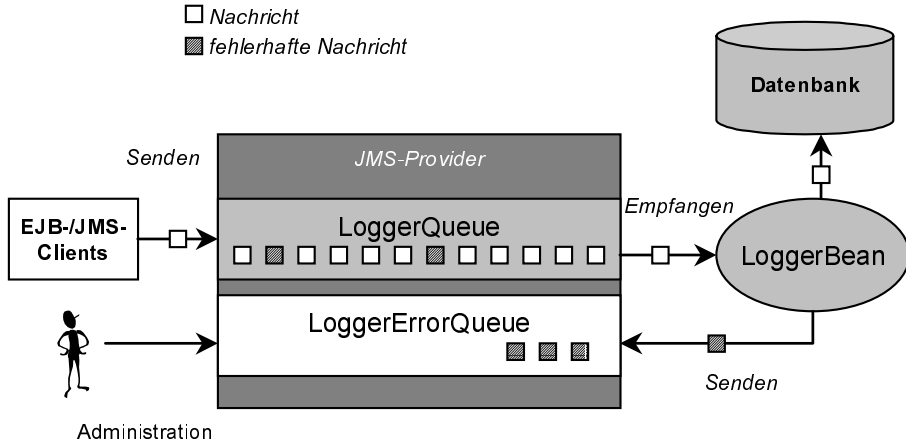 Nachricht
fehlerhafte Nachricht
Datenbank
Senden
JMS-Provider
Empfangen
EJB-/JMS-
Clients
LoggerQueue
LoggerBean
LoggerErrorQueue
Senden
Administration